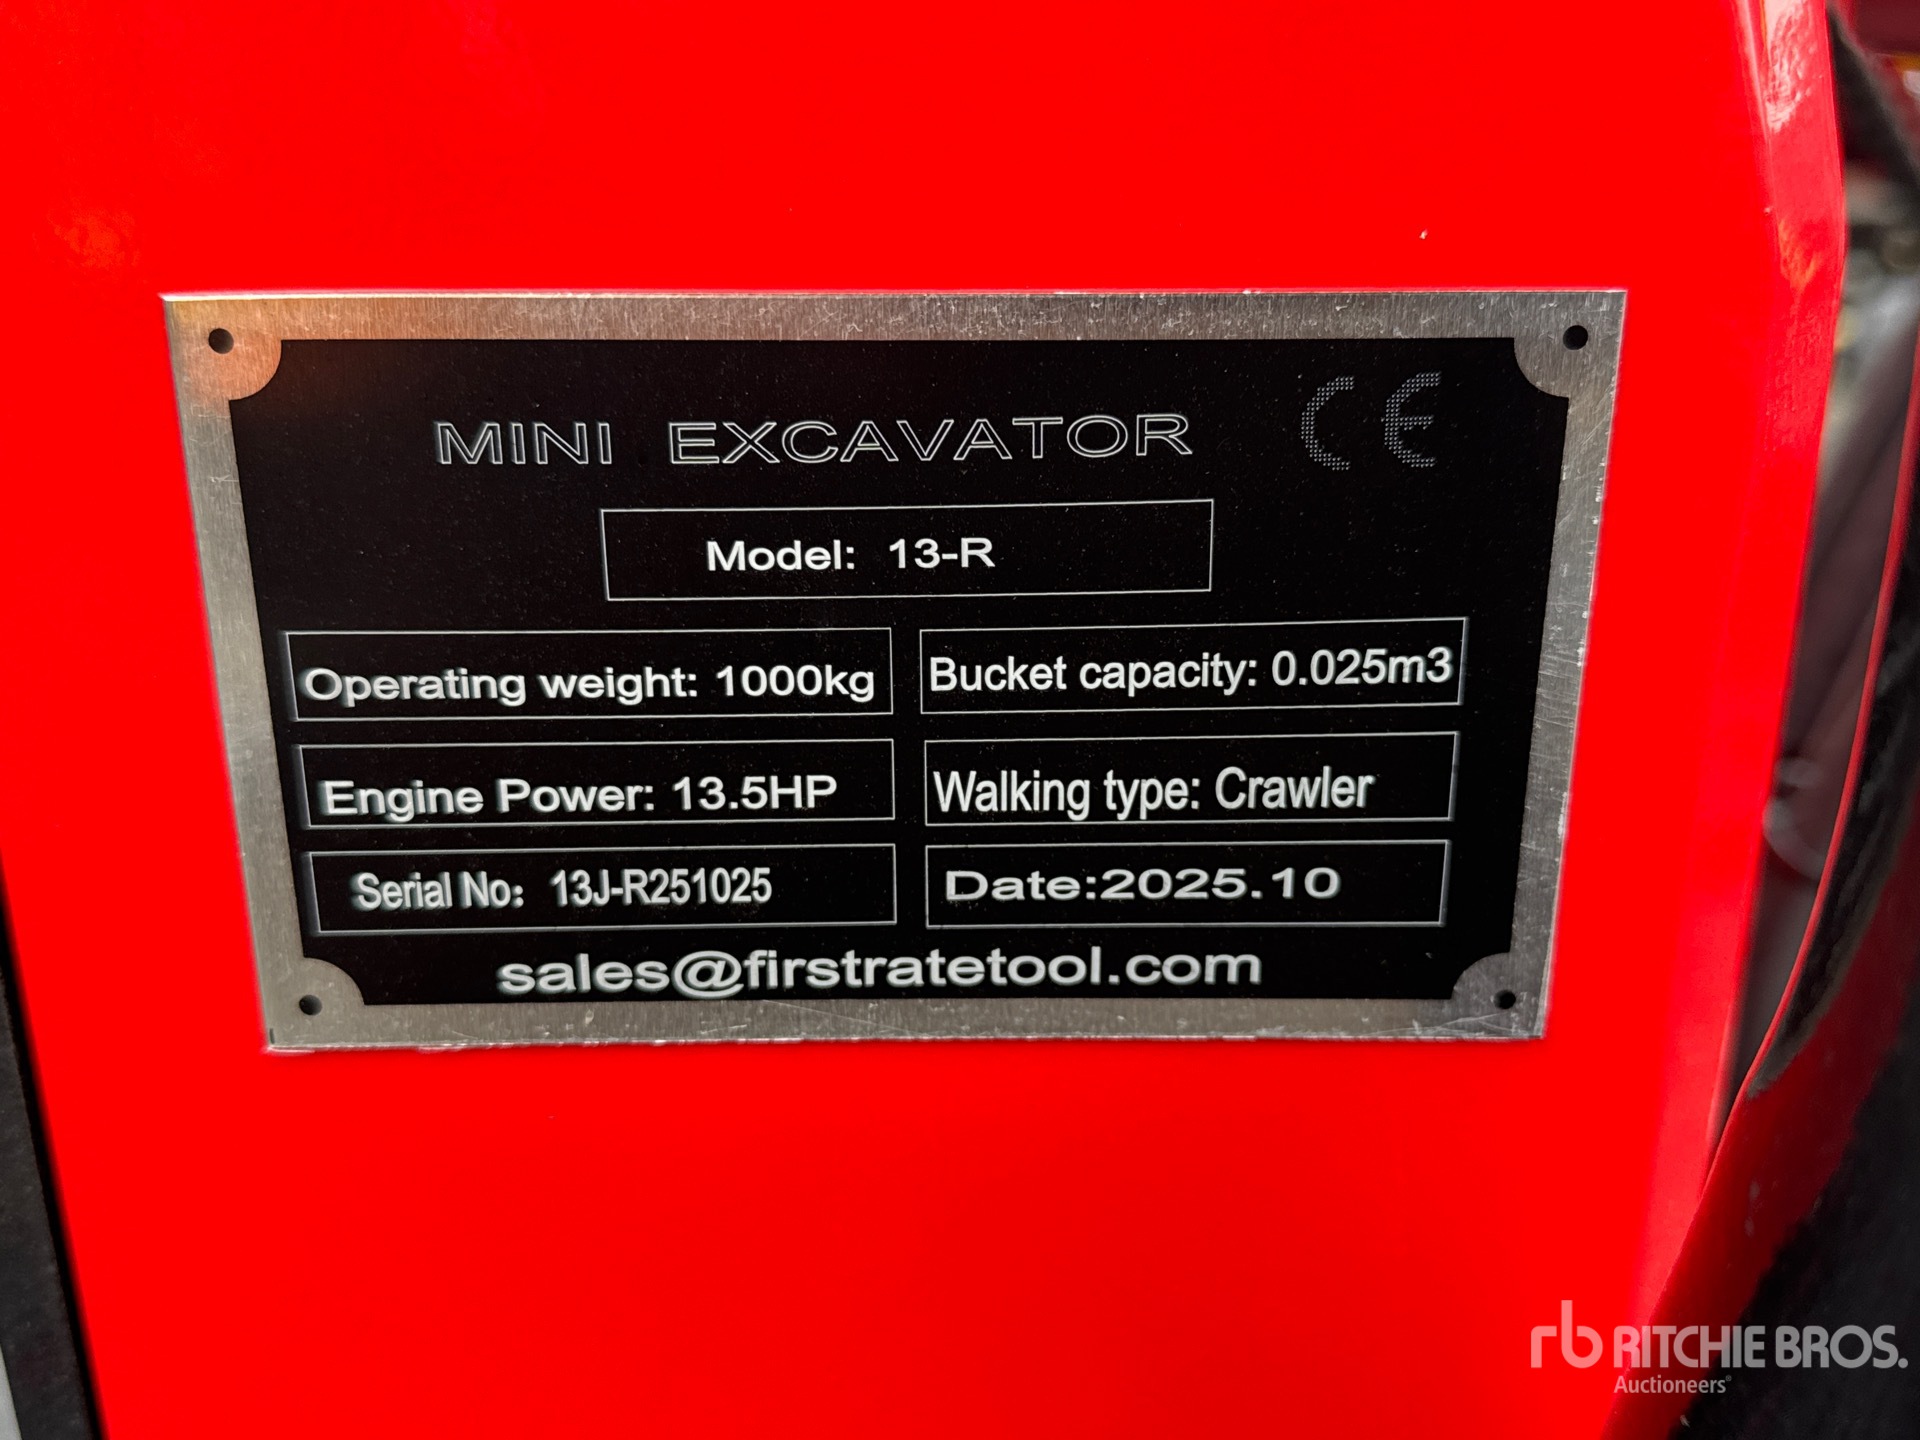 MINI EXCAVATOR CE
Model: 13-R
Operating weight: 1000kg
Bucket capacity: 0.025m3
Engine Power: 13.5HP
Walking type: Crawler
Serial No: 13J-R251025
Date:2025.10
sales@firstratetool.com
rb RITCHIE BROS.
Auctioneers®